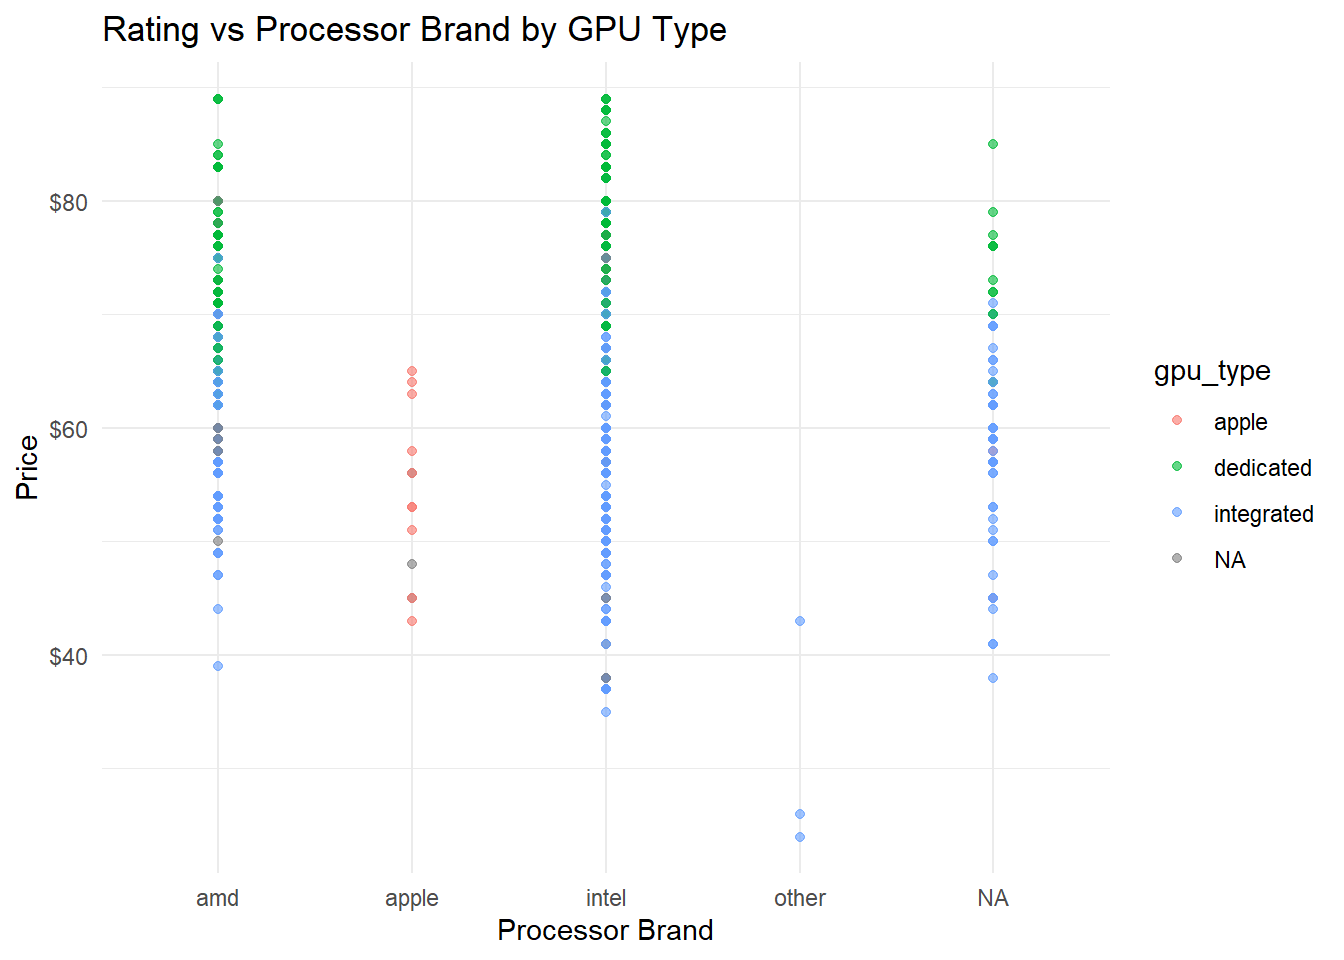 Rating vs Processor Brand by GPU Type
$80
$60
$40
Price
amd
apple
intel
other
NA
Processor Brand
gpu_type
apple
dedicated
integrated
NA